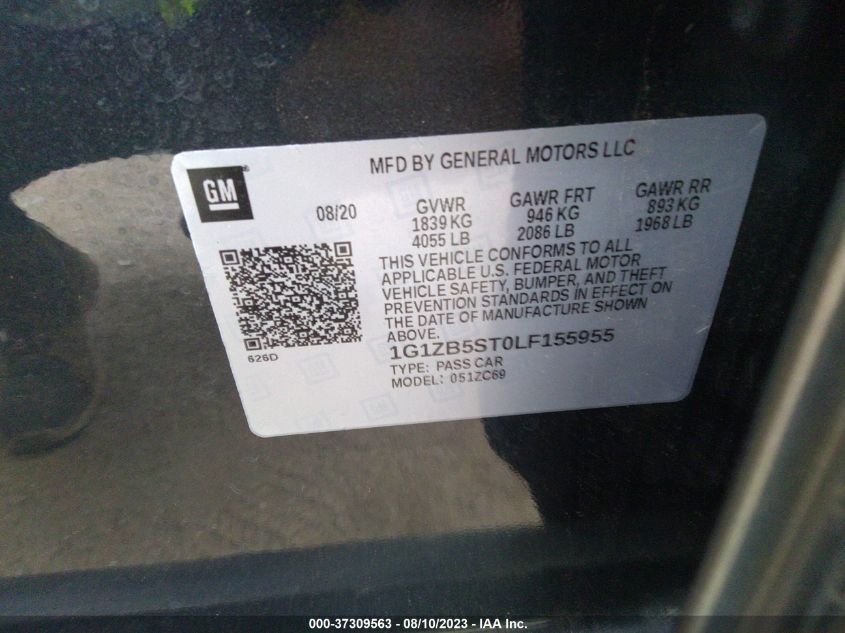 MFD BY GENERAL MOTORS LLC
GM
08/20
GVWR
1839 KG
4055 LB
GAWR FRT
946 KG
2086 LB
GAWR RR
893 KG
1968 LB
THIS VEHICLE CONFORMS TO ALL
APPLICABLE U.S. FEDERAL MOTOR
VEHICLE SAFETY, BUMPER, AND THEFT
PREVENTION STANDARDS IN EFFECT ON
THE DATE OF MANUFACTURE SHOWN
ABOVE.
626D
1G1ZB5ST0LF155955
TYPE: PASS CAR
MODEL: 051ZC69
000-37309563 - 08/10/2023 - IAA Inc.